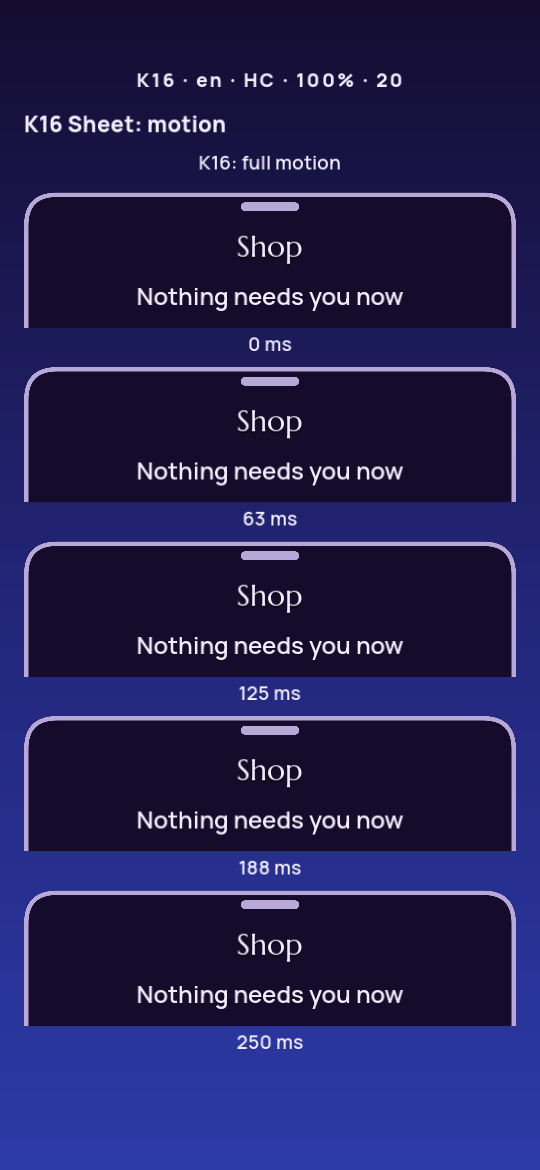 K16 · en · HC · 100% · 20
K16 Sheet: motion
K16: full motion
Shop
Nothing needs you now
0 ms
Shop
Nothing needs you now
63 ms
Shop
Nothing needs you now
125 ms
Shop
Nothing needs you now
188 ms
Shop
Nothing needs you now
250 ms